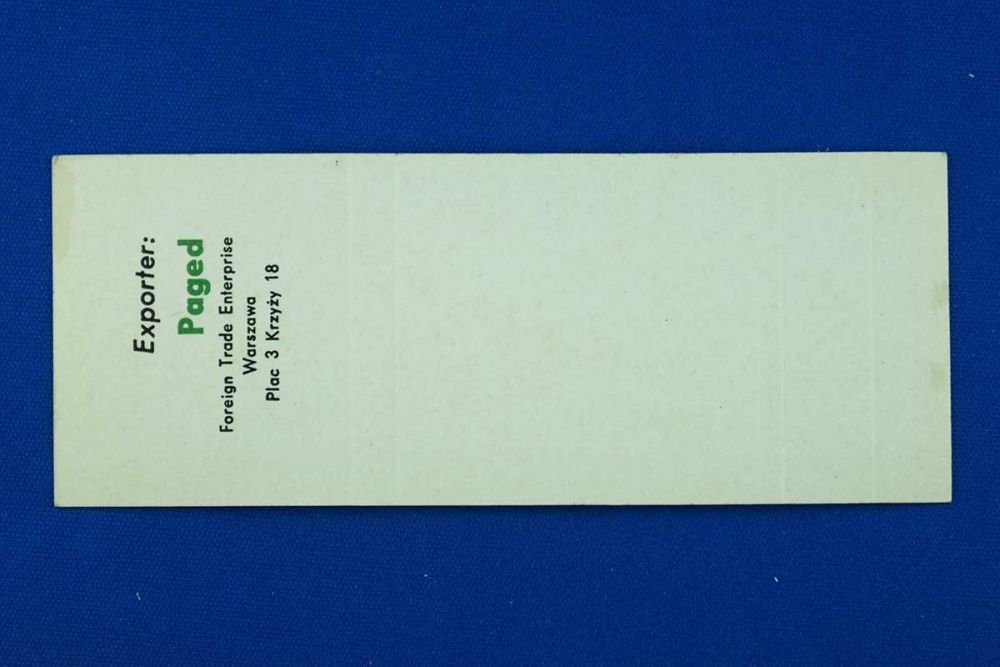 Exporter:
Paged
Foreign Trade Enterprise
Warszawa
Plac 3 Krzyży 18